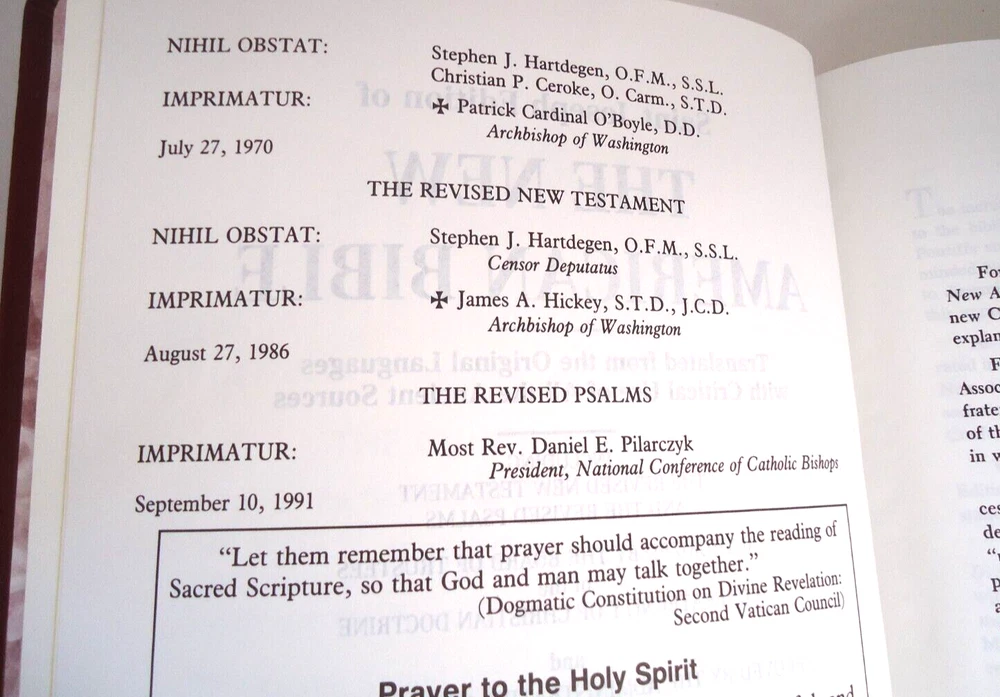 NIHIL OBSTAT: Stephen J. Hartdegen, O.F.M., S.S.L.
Christian P. Ceroke, O. Carm., S.T.D.
IMPRIMATUR: ✠ Patrick Cardinal O'Boyle, D.D.
Archbishop of Washington
July 27, 1970
THE REVISED NEW TESTAMENT
NIHIL OBSTAT: Stephen J. Hartdegen, O.F.M., S.S.L.
Censor Deputatus
IMPRIMATUR: ✠ James A. Hickey, S.T.D., J.C.D.
Archbishop of Washington
August 27, 1986
THE REVISED PSALMS
IMPRIMATUR: Most Rev. Daniel E. Pilarczyk
President, National Conference of Catholic Bishops
September 10, 1991
“Let them remember that prayer should accompany the reading of
Sacred Scripture, so that God and man may talk together.”
(Dogmatic Constitution on Divine Revelation:
Second Vatican Council)
Prayer to the Holy Spirit
New
new
of
in